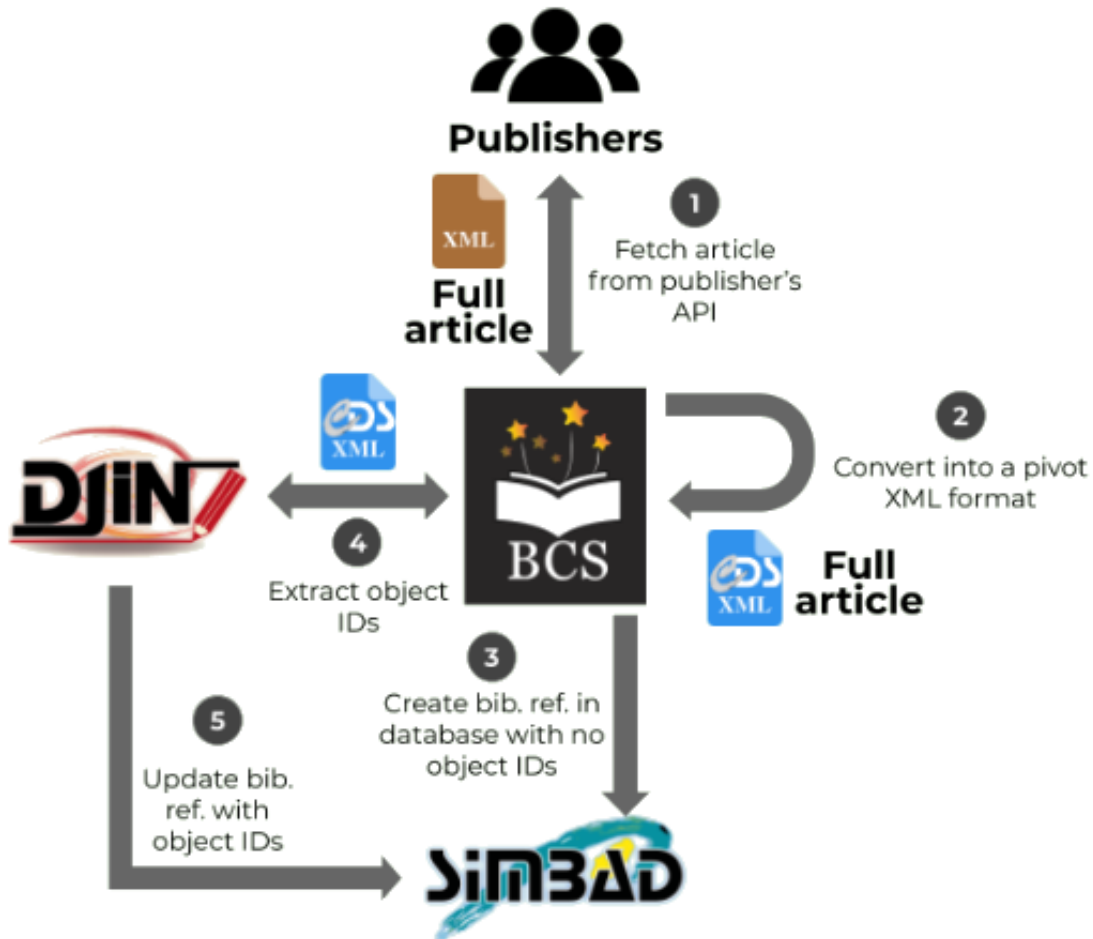 Publishers
XML
Full
article
1
Fetch article
from publisher's
API
CDS
XML
2
Convert into a pivot
XML format
DJIN
BCS
4
Extract object
IDs
CDS
XML
Full
article
3
Create bib. ref. in
database with no
object IDs
5
Update bib.
ref. with
object IDs
SiMBAD